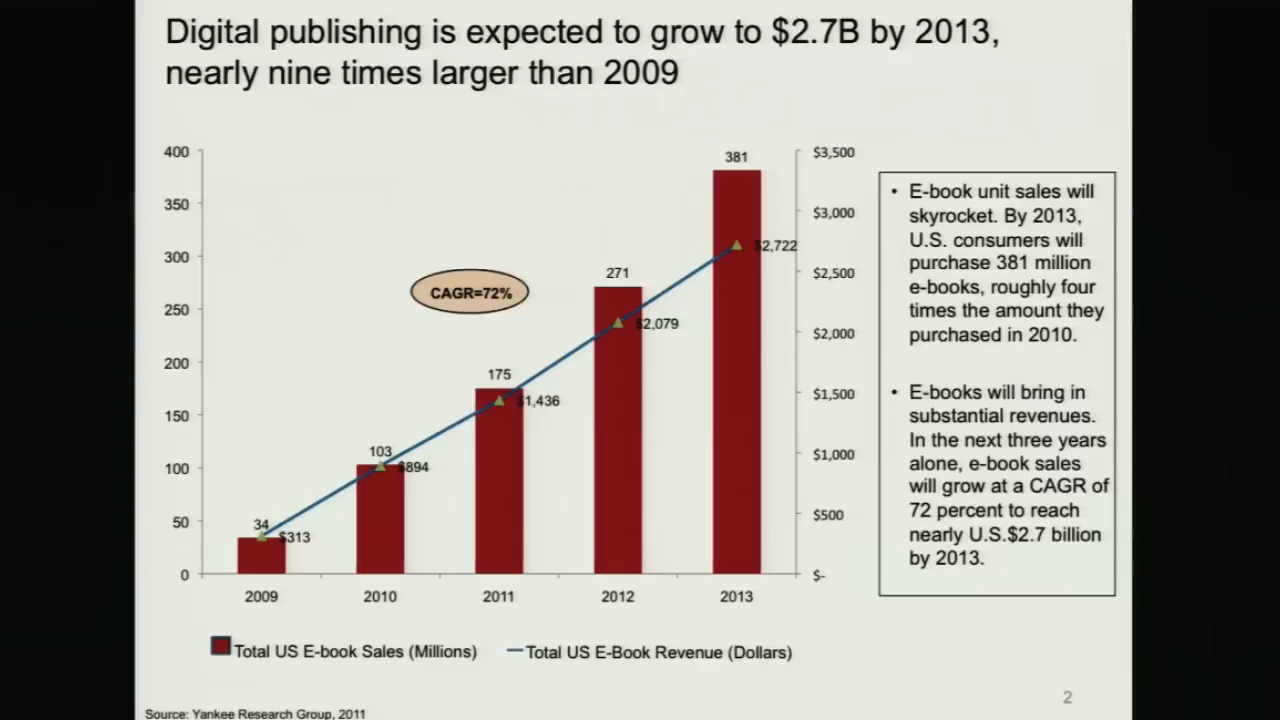 Digital publishing is expected to grow to $2.7B by 2013,
nearly nine times larger than 2009
400
350
300
250
200
150
100
50
0
$3,500
$3,000
$2,500
$2,000
$1,500
$1,000
$500
$-
CAGR=72%
34
103
175
271
381
$313
$894
$1,436
$2,079
$2,722
2009
2010
2011
2012
2013
Total US E-book Sales (Millions)
Total US E-Book Revenue (Dollars)
• E-book unit sales will
skyrocket. By 2013,
U.S. consumers will
purchase 381 million
e-books, roughly four
times the amount they
purchased in 2010.
• E-books will bring in
substantial revenues.
In the next three years
alone, e-book sales
will grow at a CAGR of
72 percent to reach
nearly U.S.$2.7 billion
by 2013.
2
Source: Yankee Research Group, 2011